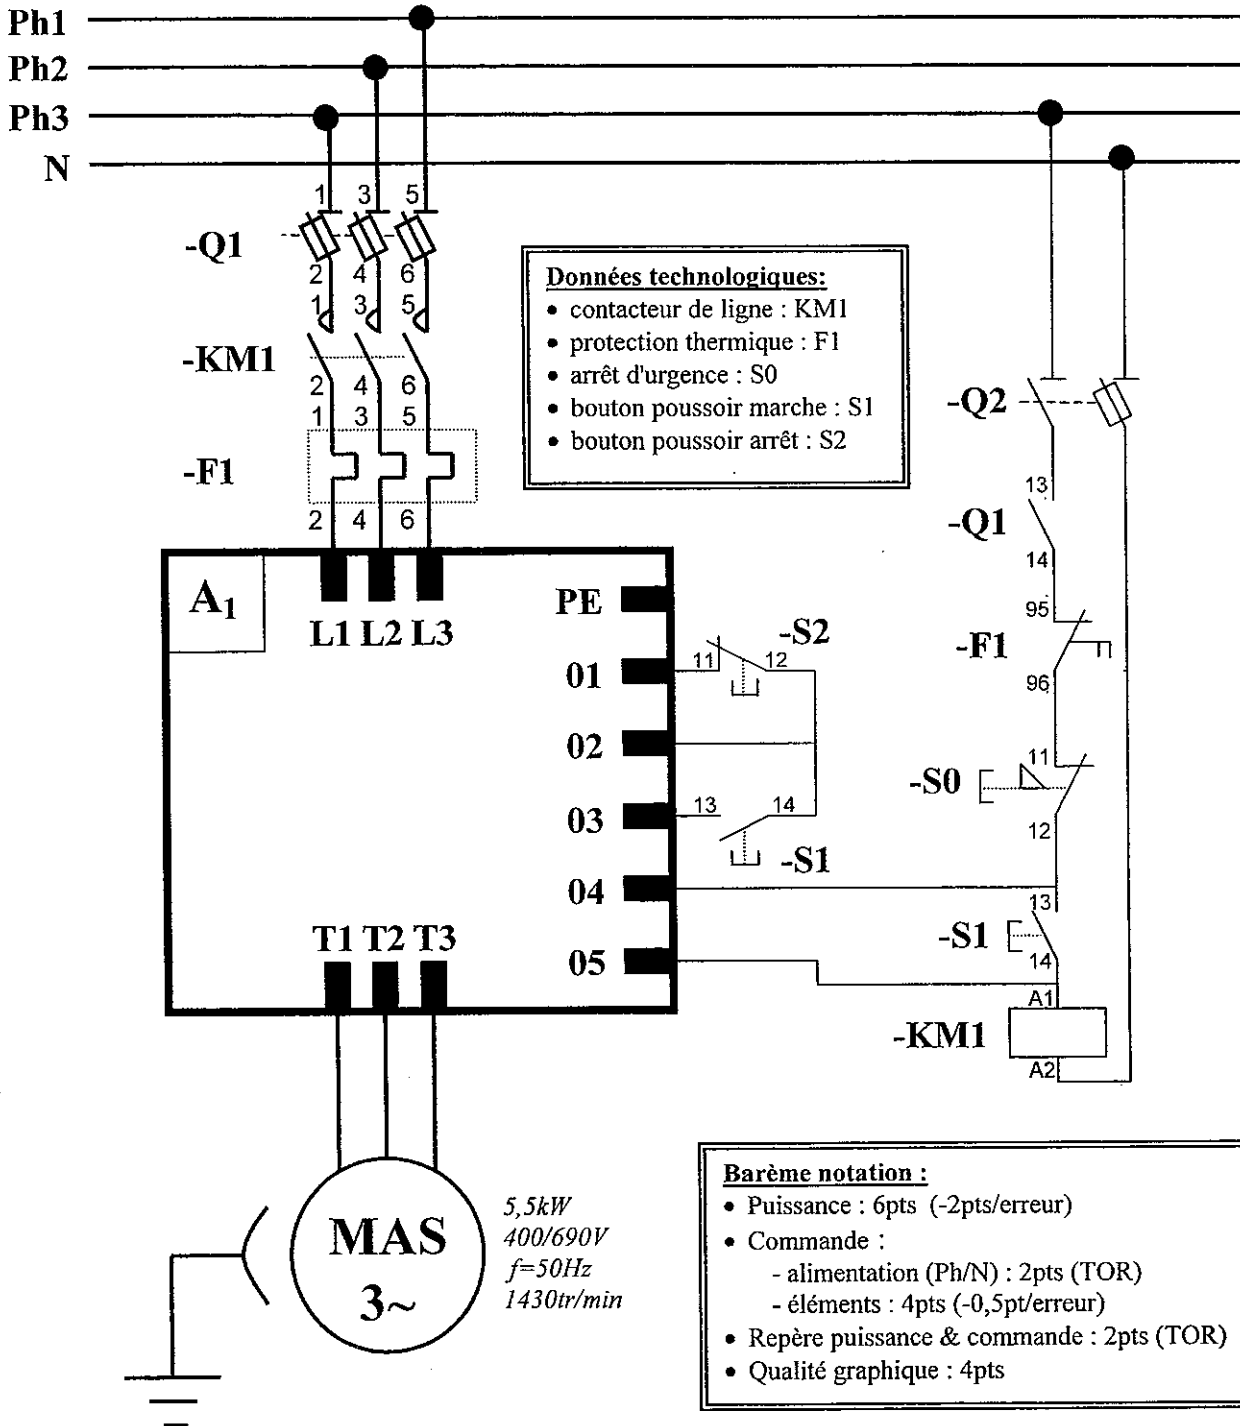 Ph1
Ph2
Ph3
N
1 3 5
-Q1
2 4 6
1 3 5
-KM1
2 4 6
1 3 5
-F1
2 4 6
Données technologiques:
• contacteur de ligne : KM1
• protection thermique : F1
• arrêt d'urgence : S0
• bouton poussoir marche : S1
• bouton poussoir arrêt : S2
A1
L1 L2 L3
PE
01
02
03
04
05
T1 T2 T3
-S2
11 12
13 14
-S1
-Q2
13
-Q1
14
95
-F1
96
11
-S0
12
13
-S1
14
A1
-KM1
A2
MAS
3~
5,5kW
400/690V
f=50Hz
1430tr/min
Barème notation :
• Puissance : 6pts (-2pts/erreur)
• Commande :
- alimentation (Ph/N) : 2pts (TOR)
- éléments : 4pts (-0,5pt/erreur)
• Repère puissance & commande : 2pts (TOR)
• Qualité graphique : 4pts